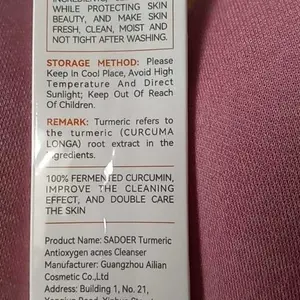 INGREDIENTS,
WHILE PROTECTING SKIN
BEAUTY, AND MAKE SKIN
FRESH, CLEAN, MOIST AND
NOT TIGHT AFTER WASHING.
STORAGE METHOD: Please
Keep In Cool Place, Avoid High
Temperature And Direct
Sunlight; Keep Out Of Reach
Of Children.
REMARK: Turmeric refers to
the turmeric (CURCUMA
LONGA) root extract in the
ingredients.
100% FERMENTED CURCUMIN,
IMPROVE THE CLEANING
EFFECT, AND DOUBLE CARE
THE SKIN
Product Name: SADOER Turmeric
Antioxygen acnes Cleanser
Manufacturer: Guangzhou Ailian
Cosmetic Co.,Ltd
Address: Building 1, No. 21,